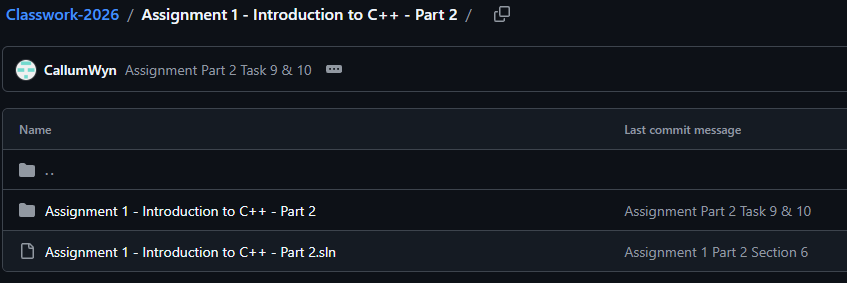 Classwork-2026 / Assignment 1 - Introduction to C++ - Part 2 /
CallumWyn Assignment Part 2 Task 9 & 10
Name Last commit message
..
Assignment 1 - Introduction to C++ - Part 2 Assignment Part 2 Task 9 & 10
Assignment 1 - Introduction to C++ - Part 2.sln Assignment 1 Part 2 Section 6